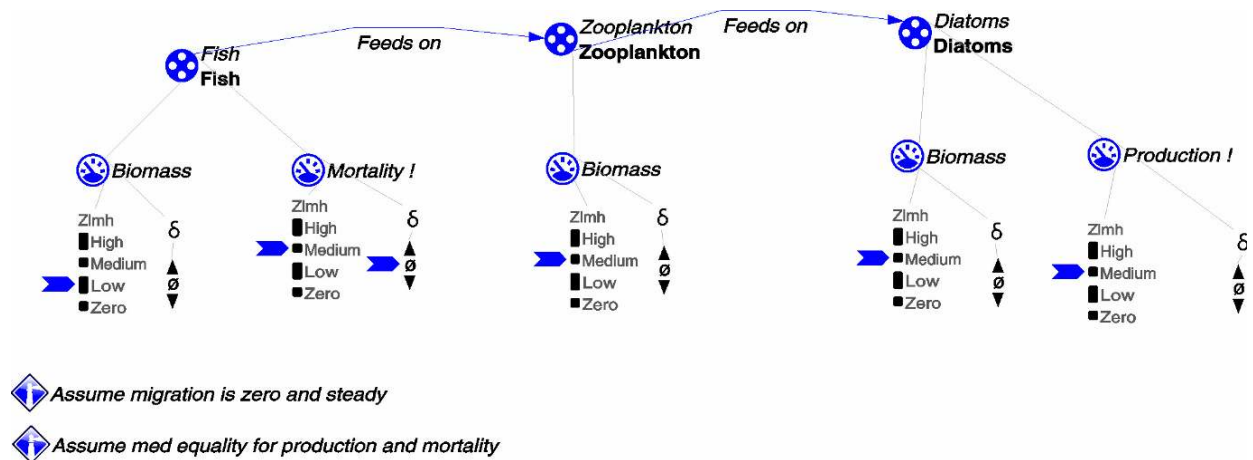 Fish
Fish
Feeds on
Zooplankton
Zooplankton
Feeds on
Diatoms
Diatoms
Biomass
Mortality !
Biomass
Biomass
Production !
Zlmh
High
Medium
Low
Zero
δ
ø
Zlmh
High
Medium
Low
Zero
δ
ø
Zlmh
High
Medium
Low
Zero
δ
ø
Zlmh
High
Medium
Low
Zero
δ
ø
Zlmh
High
Medium
Low
Zero
δ
ø
Assume migration is zero and steady
Assume med equality for production and mortality